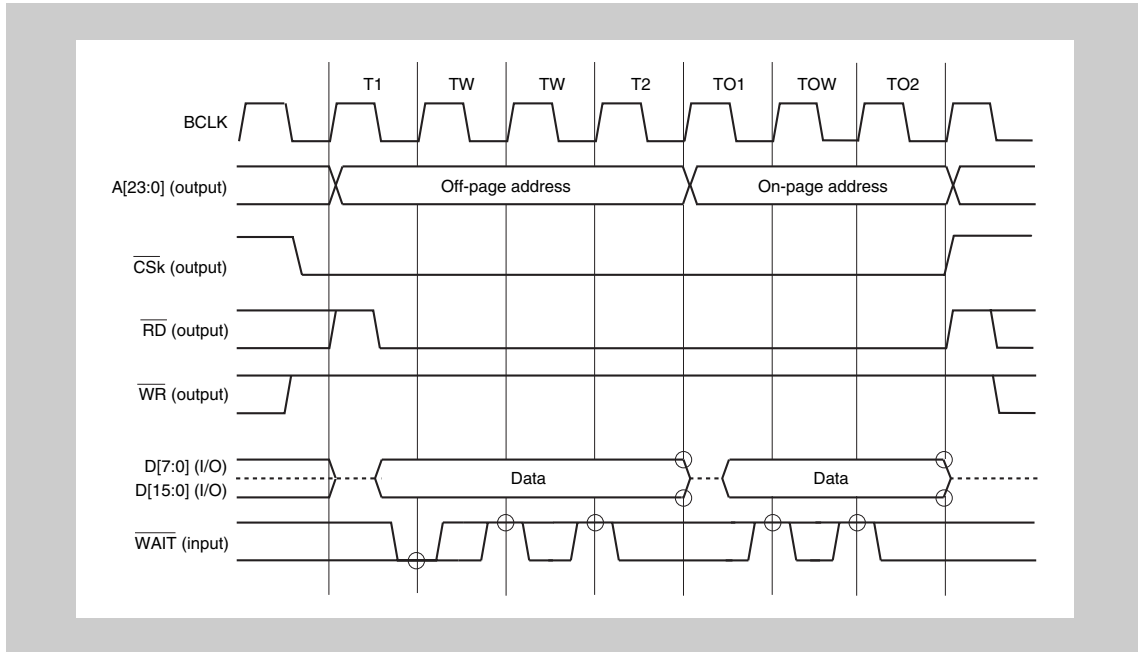 T1 TW TW T2 TO1 TOW TO2
BCLK
A[23:0] (output) Off-page address On-page address
CSk (output)
RD (output)
WR (output)
D[7:0] (I/O)
Data Data
D[15:0] (I/O)
WAIT (input)